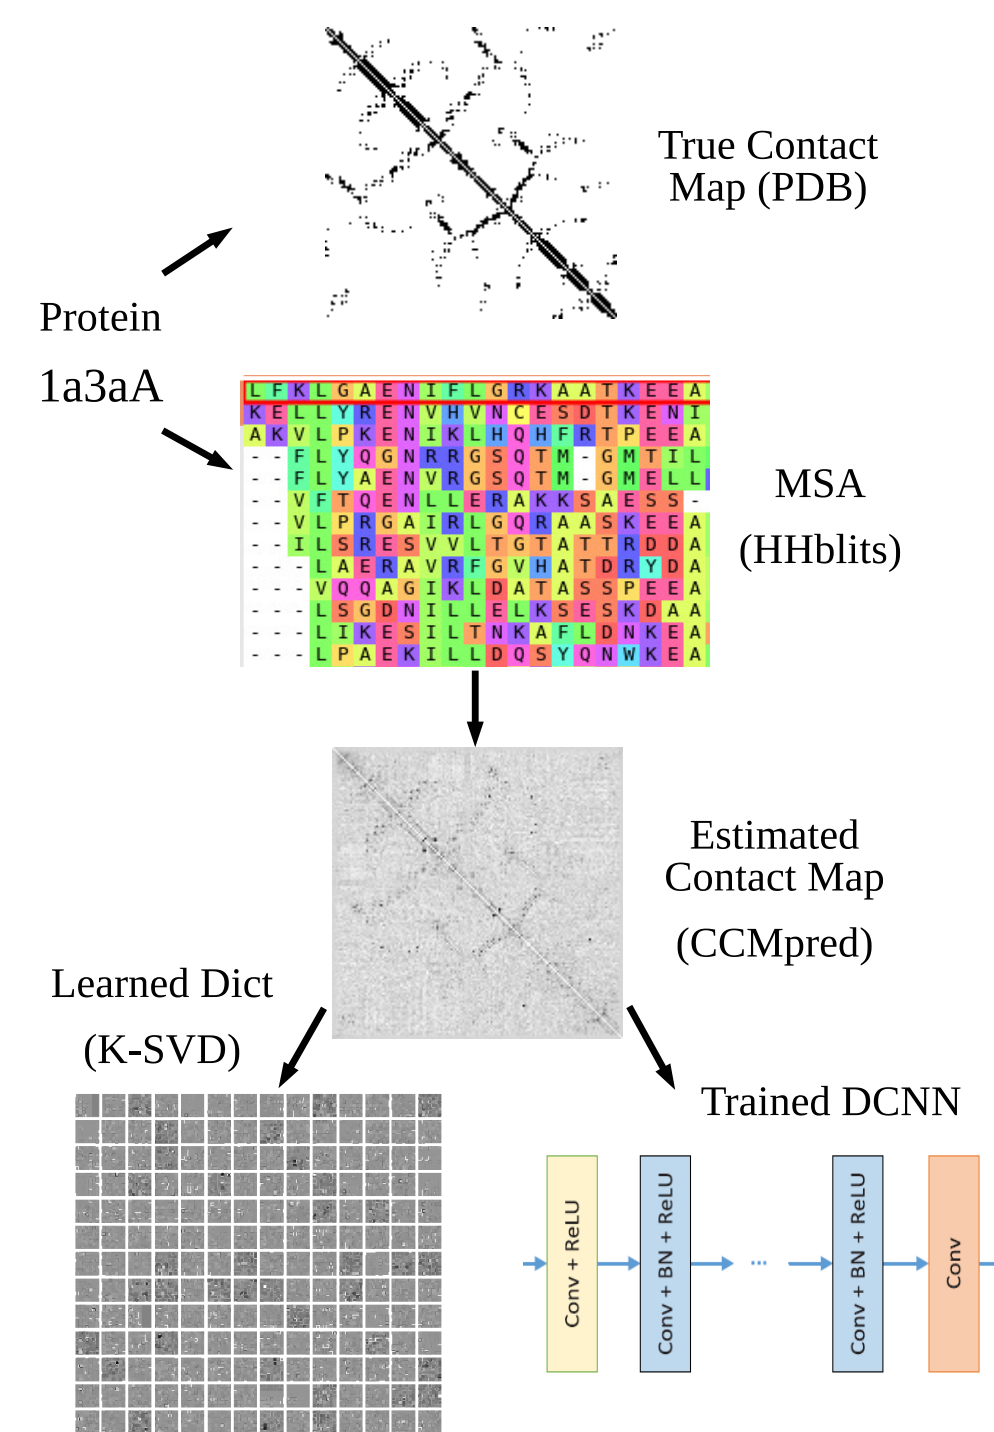 True Contact
Map (PDB)
Protein
1a3aA
L F K L G A E N I F L G R K A A T K E E A
K E L L Y R E N V H V N C E S D T K E N I
A K V L P K E N I K L H Q H F R T P E E A
- - F L Y Q G N R R G S Q T M - G M T I L
- - F L Y A E N V R G S Q T M - G M E L L
- - V F T Q E N L L E R A K K S A E S S -
- - V L P R G A I R L G Q R A A S K E E A
- - I L S R E S V V L T G T A T T R D D A
- - - L A E R A V R F G V H A T D R Y D A
- - - V Q Q A G I K L D A T A S S P E E A
- - - L S G D N I L L E L K S E S K D A A
- - - L I K E S I L T N K A F L D N K E A
- - - L P A E K I L L D Q S Y Q N W K E A
MSA
(HHblits)
Estimated
Contact Map
(CCMpred)
Learned Dict
(K-SVD)
Trained DCNN
Conv + ReLU
Conv + BN + ReLU
...
Conv + BN + ReLU
Conv